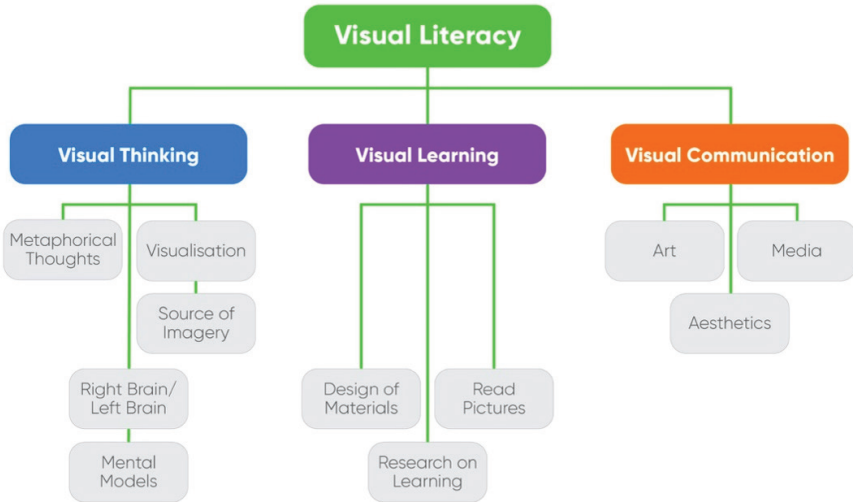 Visual Literacy
Visual Thinking
Visual Learning
Visual Communication
Metaphorical
Thoughts
Visualisation
Source of
Imagery
Right Brain/
Left Brain
Mental
Models
Design of
Materials
Read
Pictures
Research on
Learning
Art
Media
Aesthetics